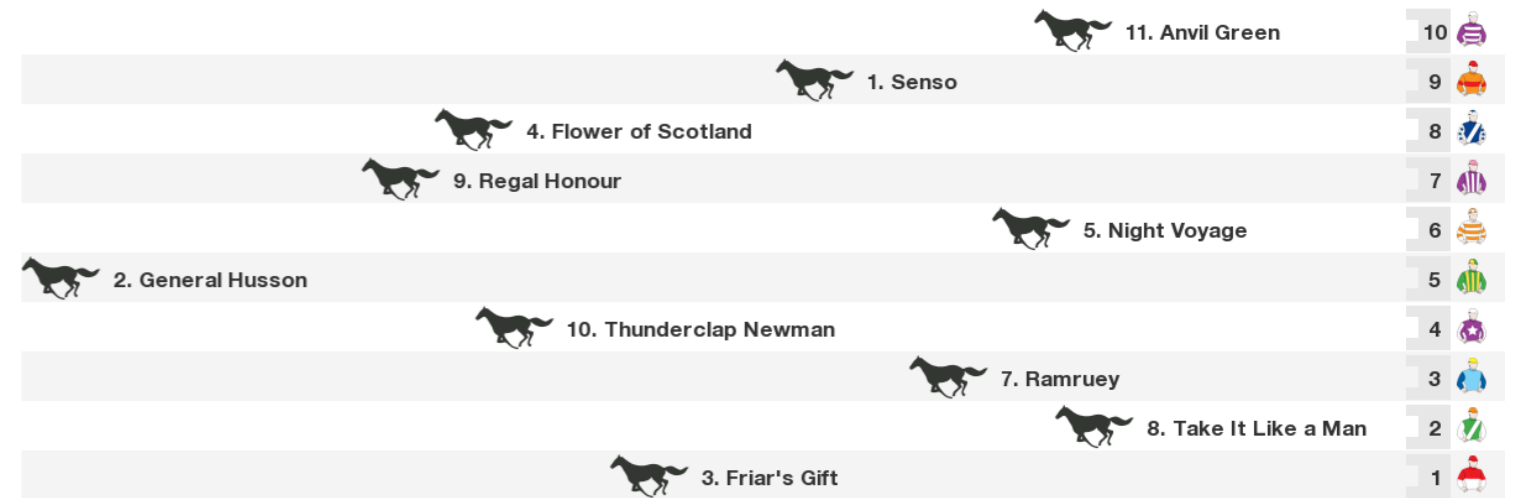 11. Anvil Green 10
1. Senso 9
4. Flower of Scotland 8
9. Regal Honour 7
5. Night Voyage 6
2. General Husson 5
10. Thunderclap Newman 4
7. Ramruey 3
8. Take It Like a Man 2
3. Friar's Gift 1